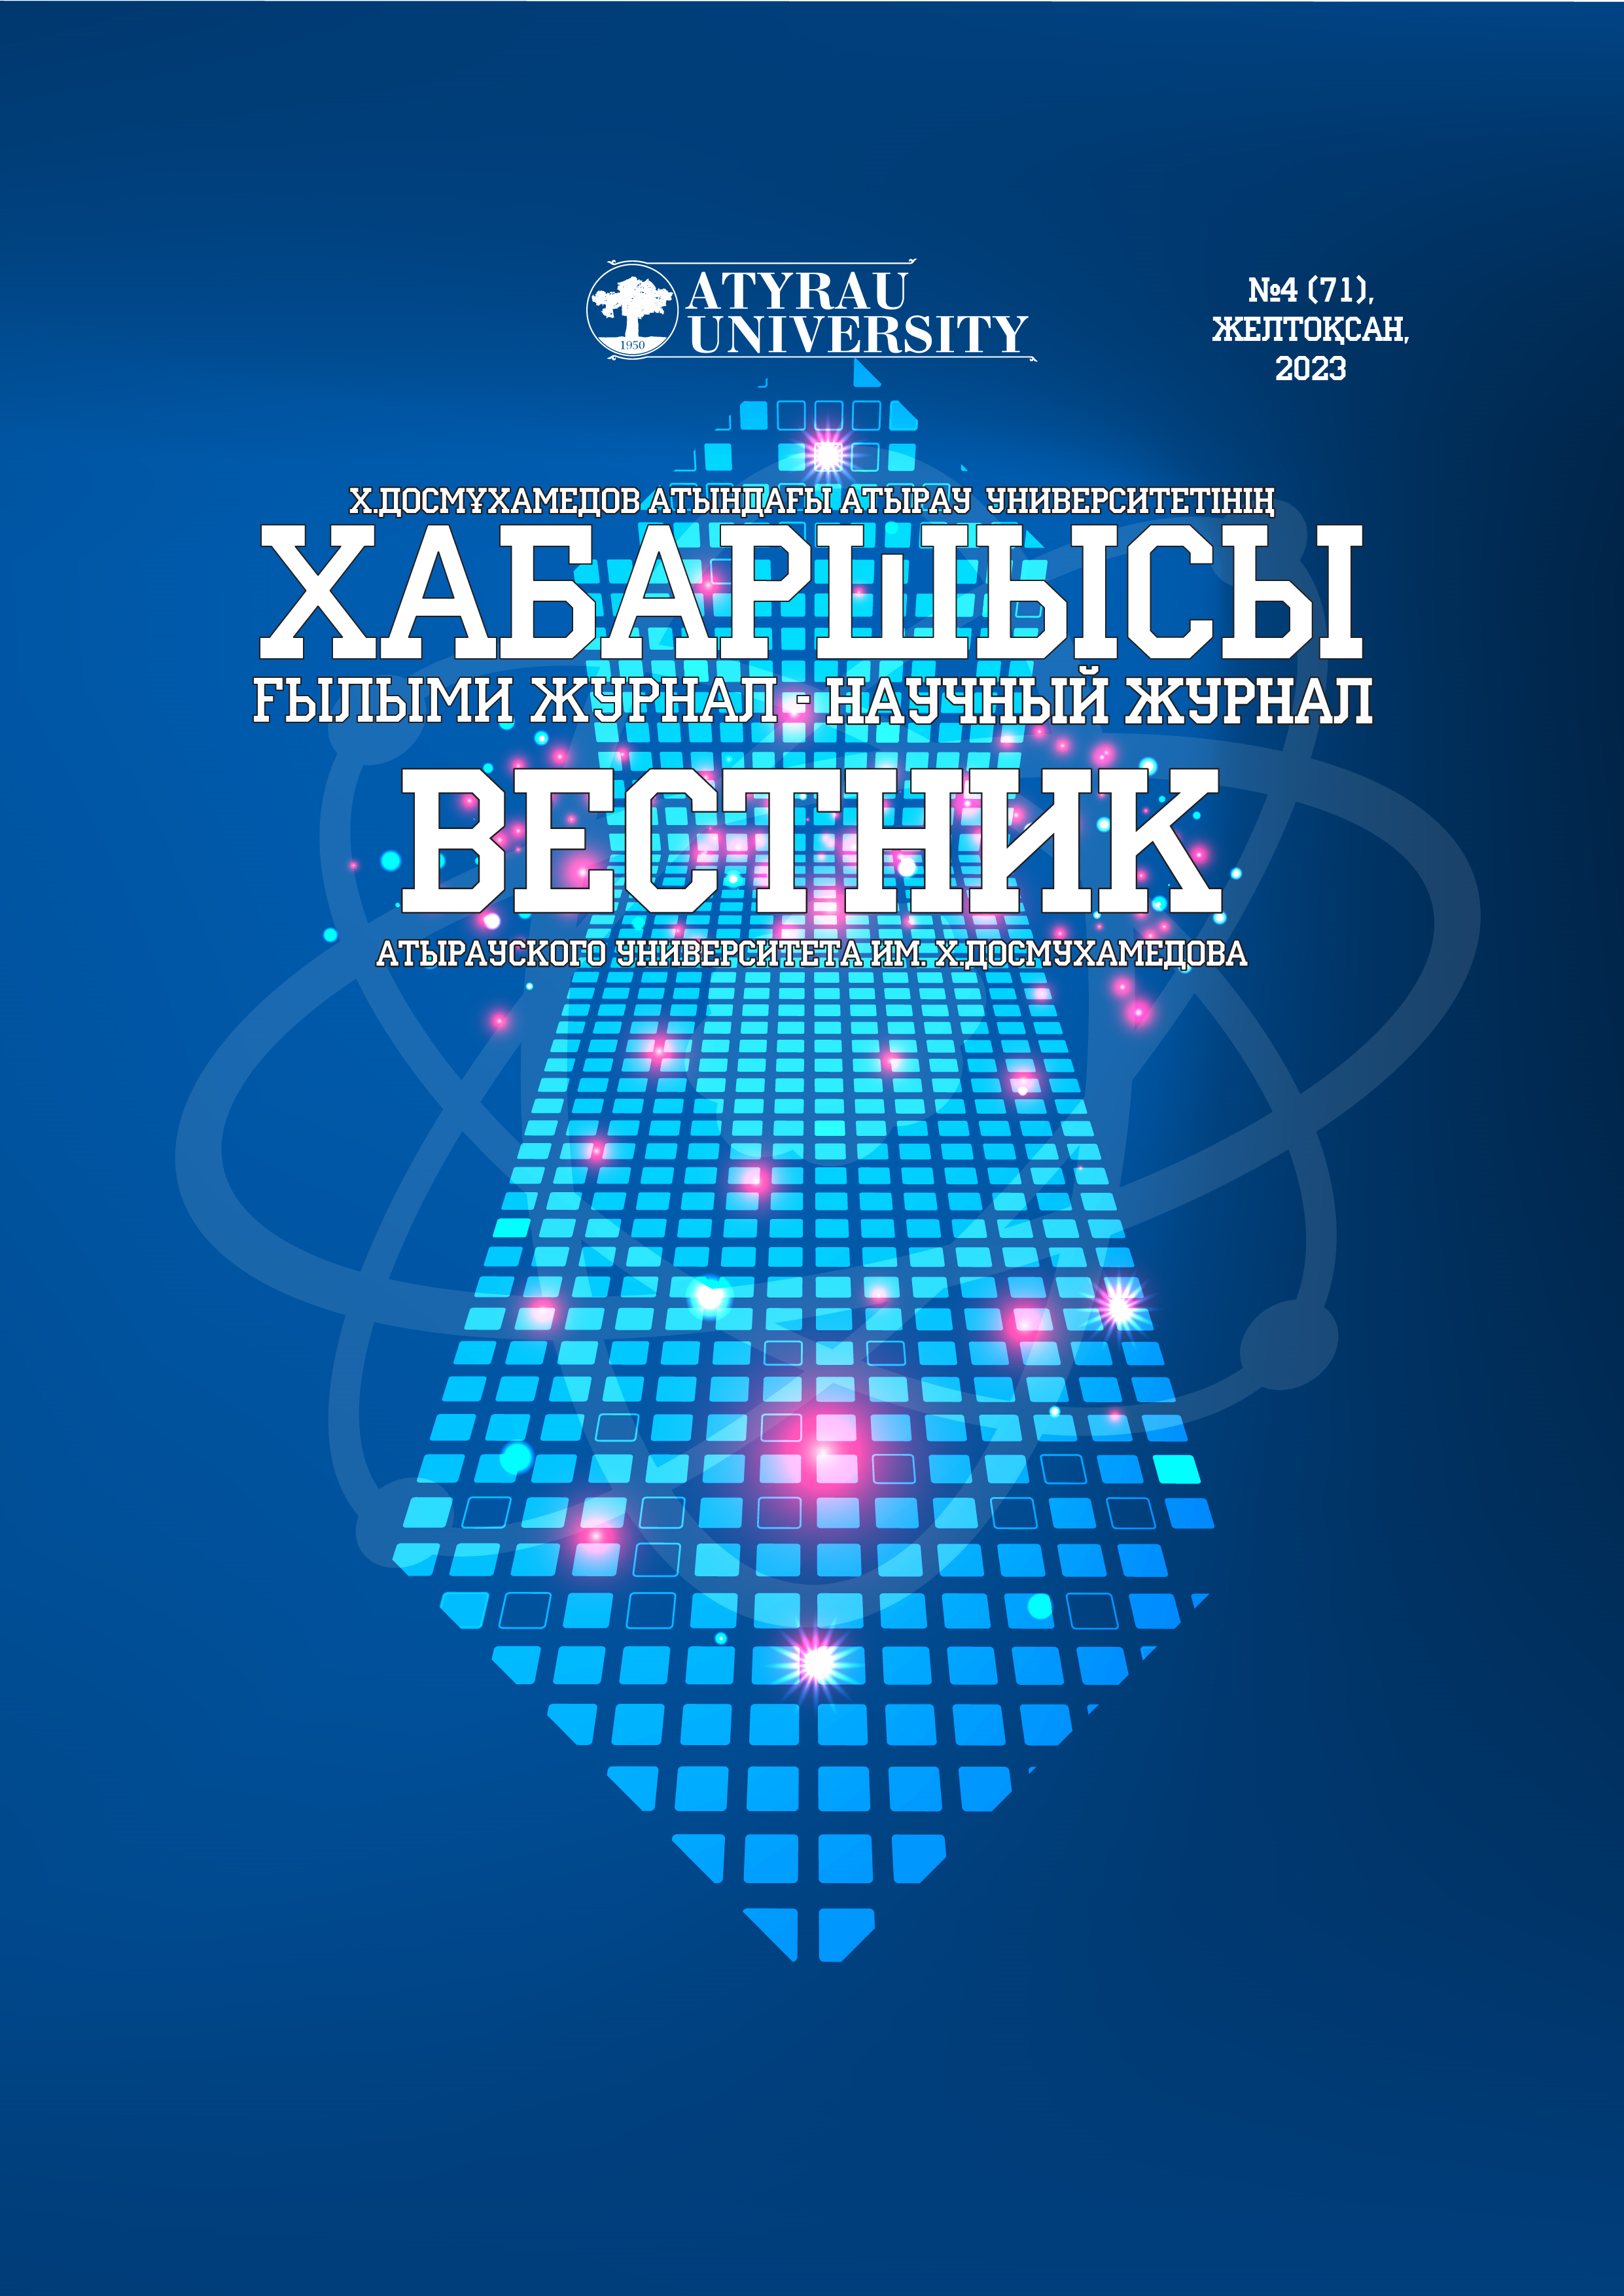 ATYRAU
UNIVERSITY
1950
№4 (71),
ЖЕЛТОҚСАН,
2023
Х.ДОСМҰХАМЕДОВ АТЫНДАҒЫ АТЫРАУ УНИВЕРСИТЕТІНІҢ
ХАБАРШЫСЫ
ҒЫЛЫМИ ЖУРНАЛ - НАУЧНЫЙ ЖУРНАЛ
ВЕСТНИК
АТЫРАУСКОГО УНИВЕРСИТЕТА ИМ. Х.ДОСМУХАМЕДОВА